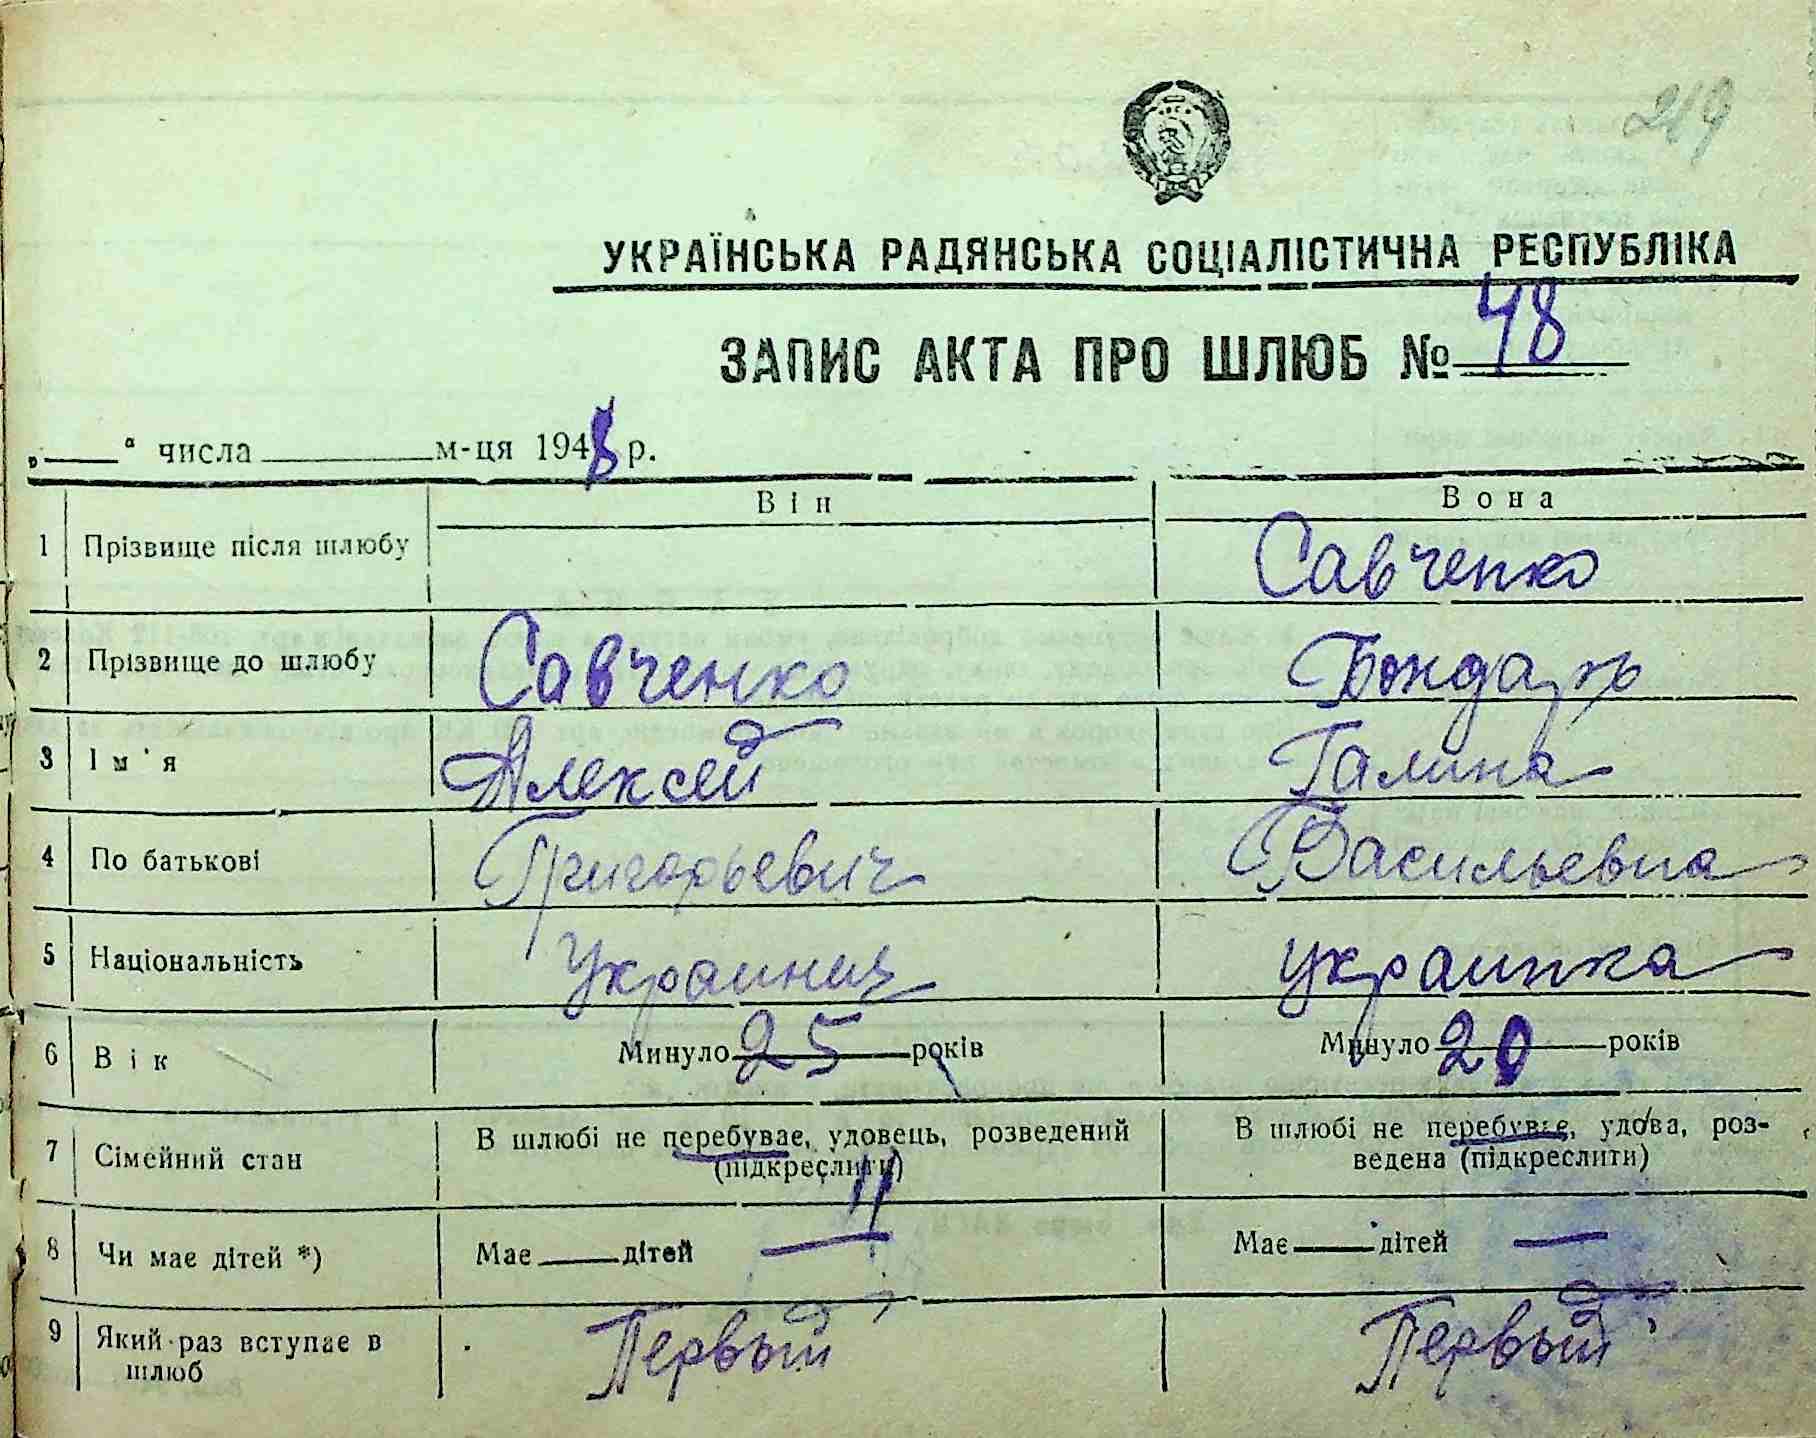 219
УКРАЇНСЬКА РАДЯНСЬКА СОЦІАЛІСТИЧНА РЕСПУБЛІКА
ЗАПИС АКТА ПРО ШЛЮБ № 48
„ “ числа м-ця 1948 р.
Він Вона
1 Прізвище після шлюбу Савченко
2 Прізвище до шлюбу Савченко Бондарь
3 Ім'я Алексей Галина
4 По батькові Григорьевич Васильевна
5 Національність Украинец украинка
6 Вік Минуло 25 років Минуло 20 років
7 Сімейний стан В шлюбі не перебуває, удовець, розведений (підкреслити) В шлюбі не перебуває, удова, роз-
ведена (підкреслити)
8 Чи має дітей *) Має — дітей — Має — дітей —
9 Який раз вступає в шлюб Первый Первый